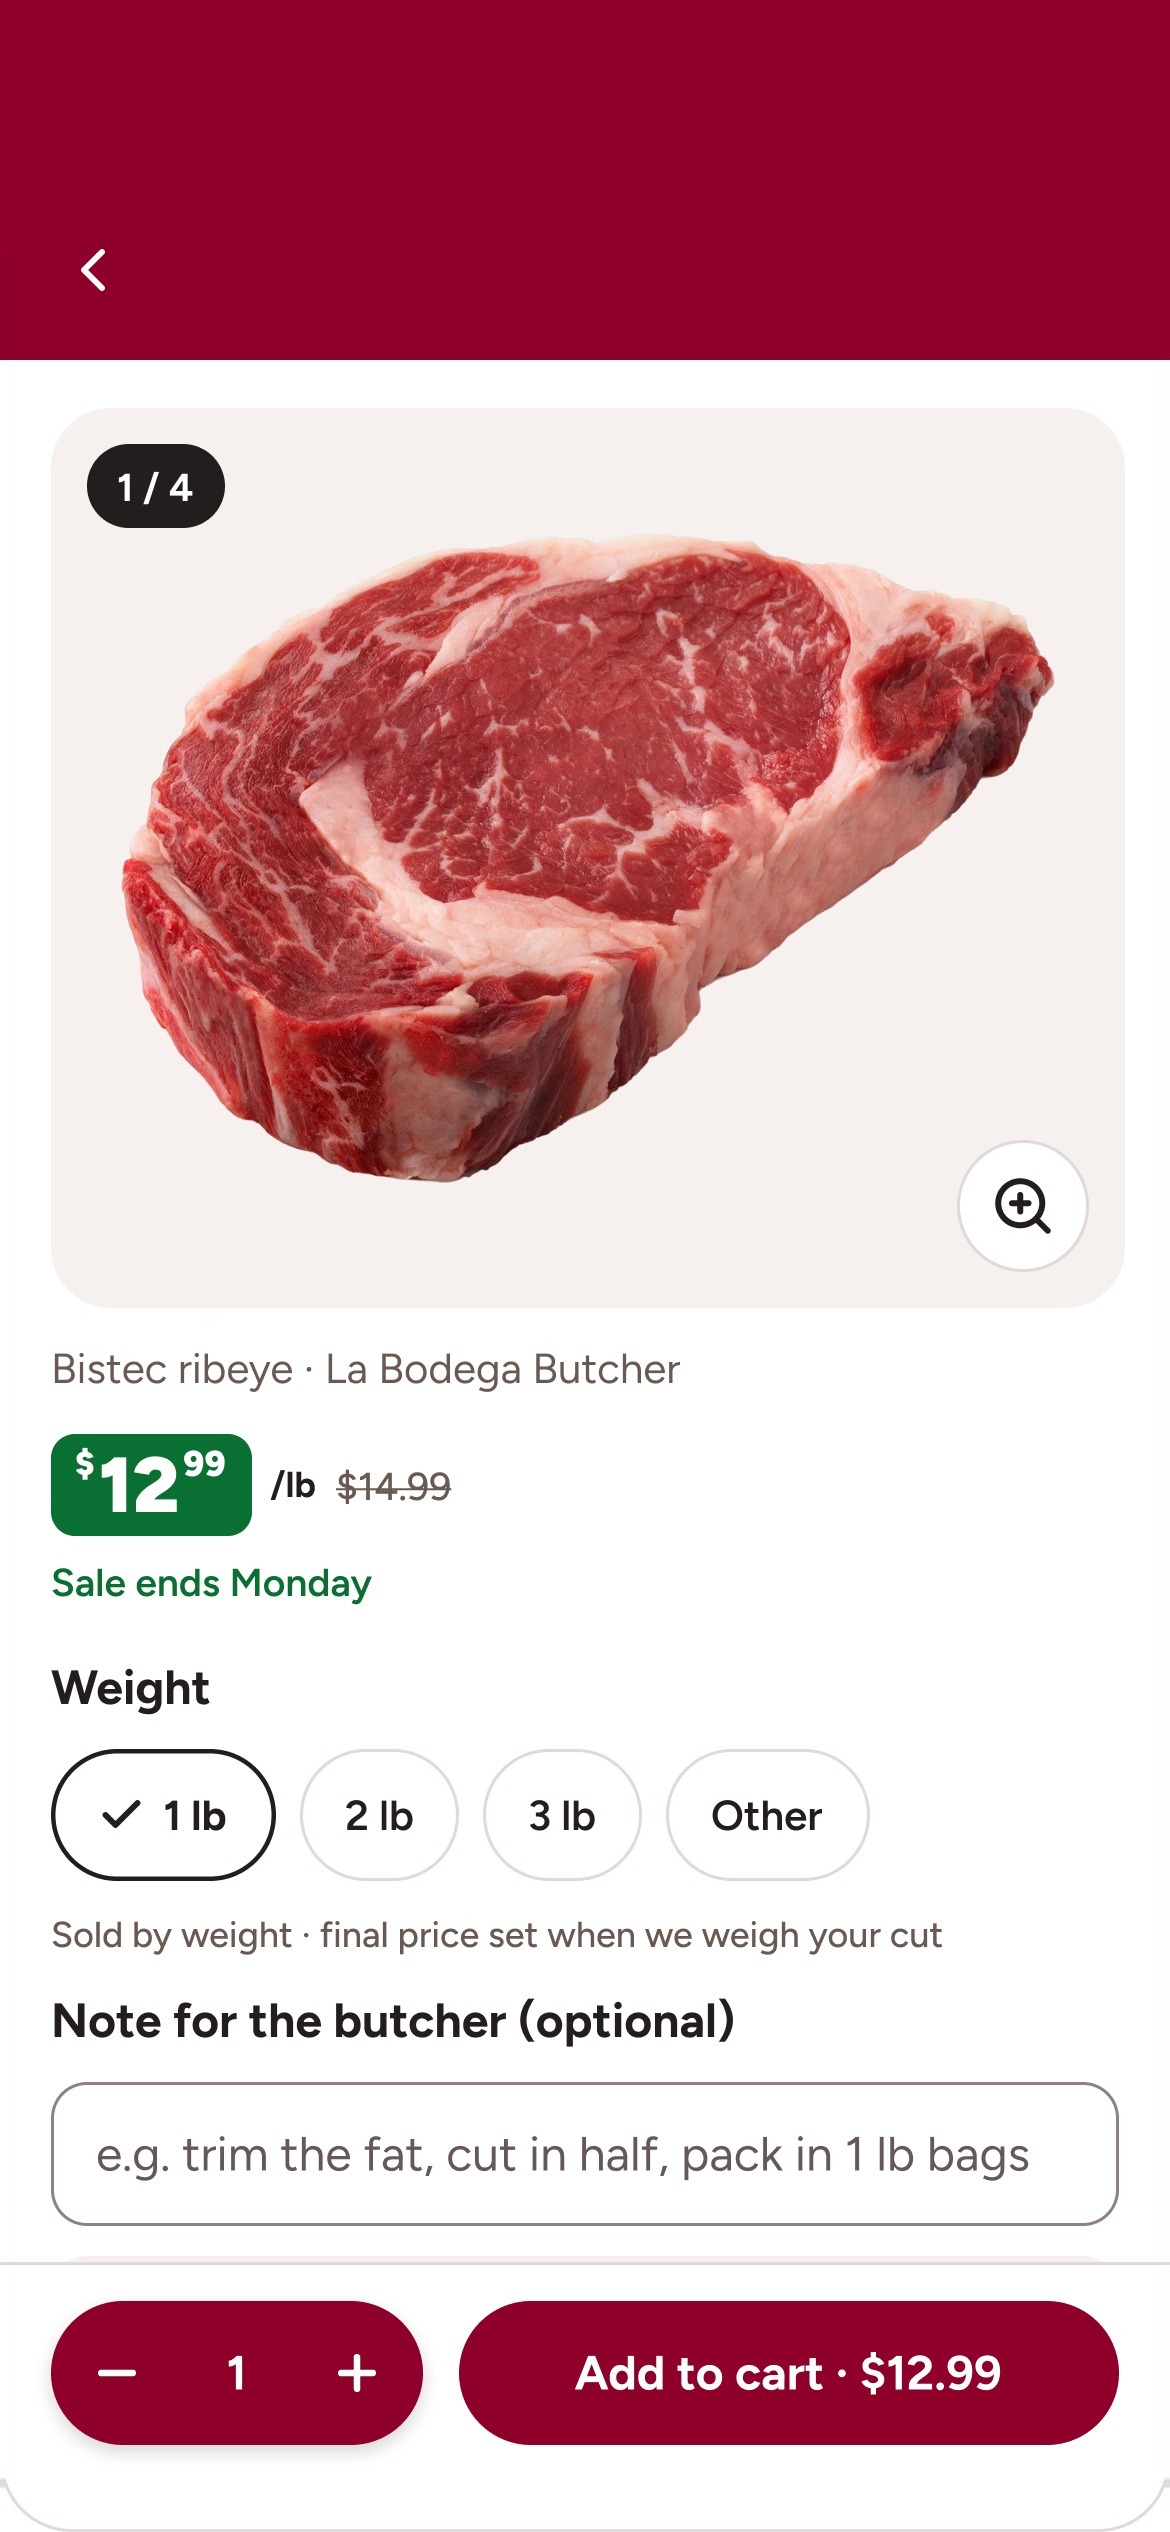 1 / 4
Bistec ribeye · La Bodega Butcher
$12.99 /lb $14.99
Sale ends Monday
Weight
1 lb 2 lb 3 lb Other
Sold by weight · final price set when we weigh your cut
Note for the butcher (optional)
e.g. trim the fat, cut in half, pack in 1 lb bags
1 Add to cart · $12.99